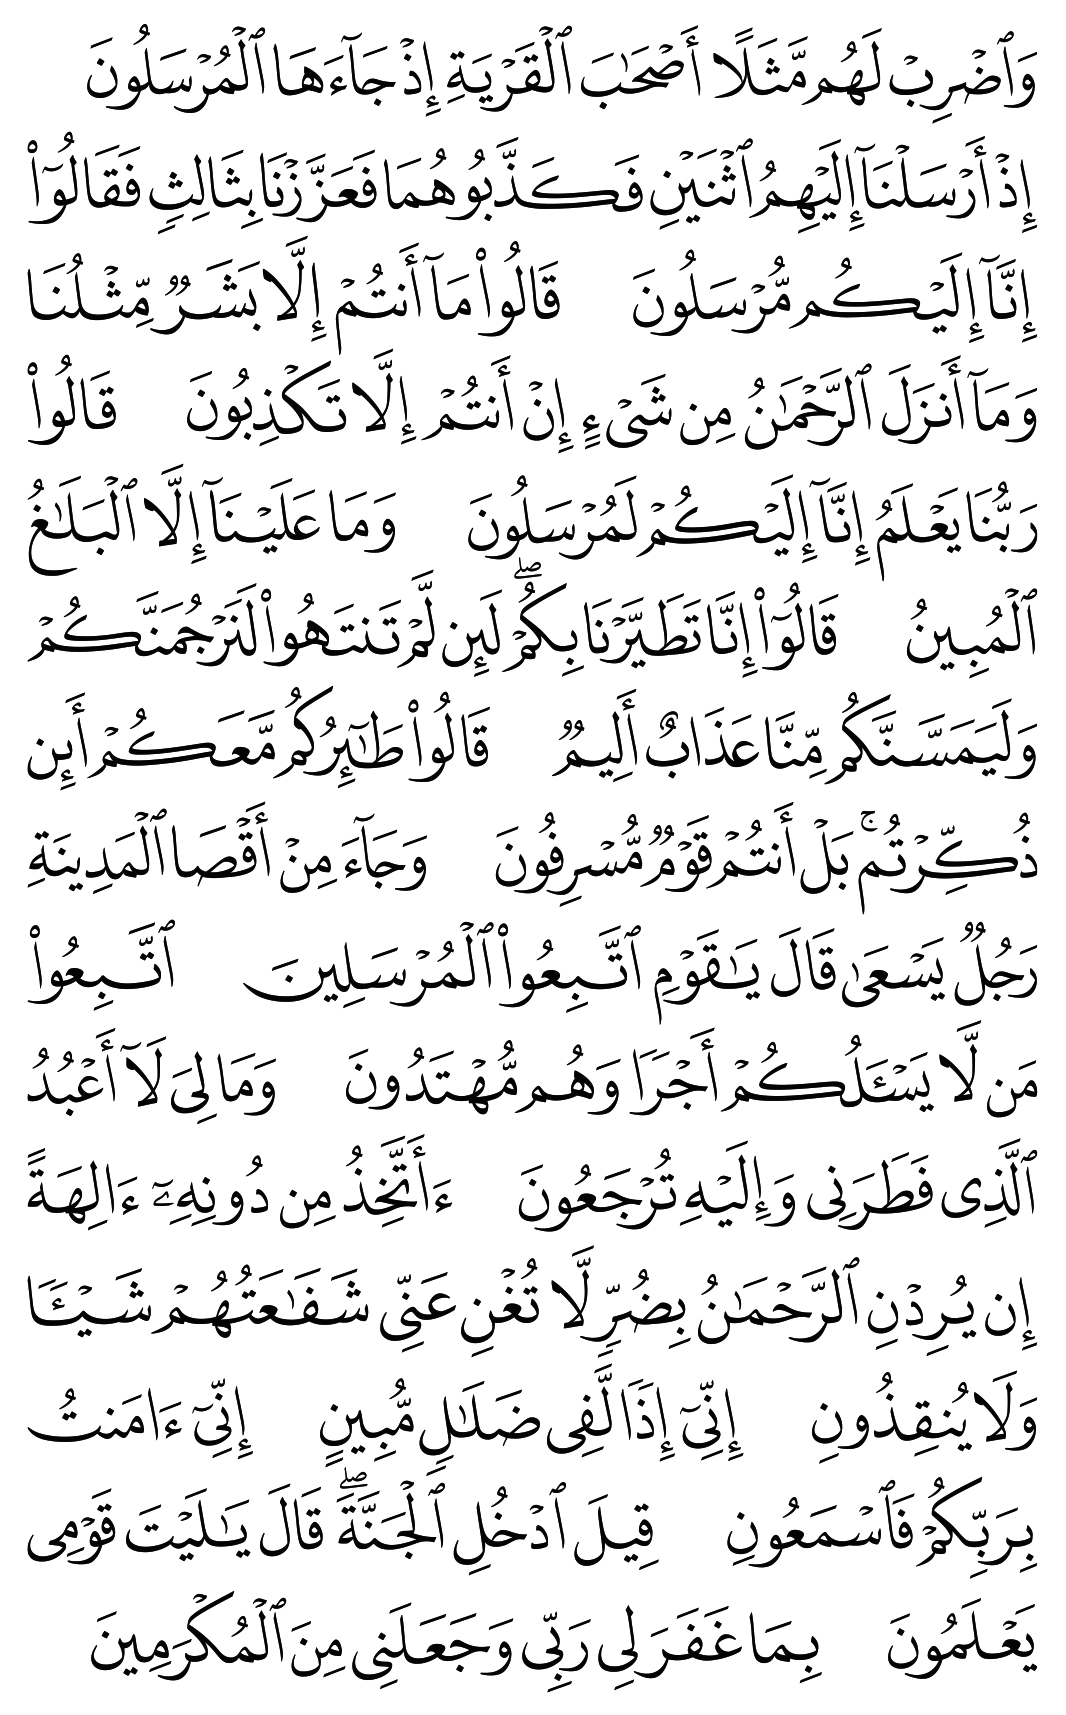 وَٱضۡرِبۡ لَهُم مَّثَلًا أَصۡحَٰبَ ٱلۡقَرۡيَةِ إِذۡ جَآءَهَا ٱلۡمُرۡسَلُونَ
إِذۡ أَرۡسَلۡنَآ إِلَيۡهِمُ ٱثۡنَيۡنِ فَكَذَّبُوهُمَا فَعَزَّزۡنَا بِثَالِثٖ فَقَالُوٓاْ
إِنَّآ إِلَيۡكُم مُّرۡسَلُونَ قَالُواْ مَآ أَنتُمۡ إِلَّا بَشَرٞ مِّثۡلُنَا
وَمَآ أَنزَلَ ٱلرَّحۡمَٰنُ مِن شَيۡءٍ إِنۡ أَنتُمۡ إِلَّا تَكۡذِبُونَ قَالُواْ
رَبُّنَا يَعۡلَمُ إِنَّآ إِلَيۡكُمۡ لَمُرۡسَلُونَ وَمَا عَلَيۡنَآ إِلَّا ٱلۡبَلَٰغُ
ٱلۡمُبِينُ قَالُوٓاْ إِنَّا تَطَيَّرۡنَا بِكُمۡۖ لَئِن لَّمۡ تَنتَهُواْ لَنَرۡجُمَنَّكُمۡ
وَلَيَمَسَّنَّكُم مِّنَّا عَذَابٌ أَلِيمٞ قَالُواْ طَٰٓئِرُكُم مَّعَكُمۡ أَئِن
ذُكِّرۡتُمۚ بَلۡ أَنتُمۡ قَوۡمٞ مُّسۡرِفُونَ وَجَآءَ مِنۡ أَقۡصَا ٱلۡمَدِينَةِ
رَجُلٞ يَسۡعَىٰ قَالَ يَٰقَوۡمِ ٱتَّبِعُواْ ٱلۡمُرۡسَلِينَ ٱتَّبِعُواْ
مَن لَّا يَسۡـَٔلُكُمۡ أَجۡرٗا وَهُم مُّهۡتَدُونَ وَمَا لِيَ لَآ أَعۡبُدُ
ٱلَّذِي فَطَرَنِي وَإِلَيۡهِ تُرۡجَعُونَ ءَأَتَّخِذُ مِن دُونِهِۦٓ ءَالِهَةً
إِن يُرِدۡنِ ٱلرَّحۡمَٰنُ بِضُرّٖ لَّا تُغۡنِ عَنِّي شَفَٰعَتُهُمۡ شَيۡـٔٗا
وَلَا يُنقِذُونِ إِنِّيٓ إِذٗا لَّفِي ضَلَٰلٖ مُّبِينٍ إِنِّيٓ ءَامَنتُ
بِرَبِّكُمۡ فَٱسۡمَعُونِ قِيلَ ٱدۡخُلِ ٱلۡجَنَّةَۖ قَالَ يَٰلَيۡتَ قَوۡمِي
يَعۡلَمُونَ بِمَا غَفَرَ لِي رَبِّي وَجَعَلَنِي مِنَ ٱلۡمُكۡرَمِينَ